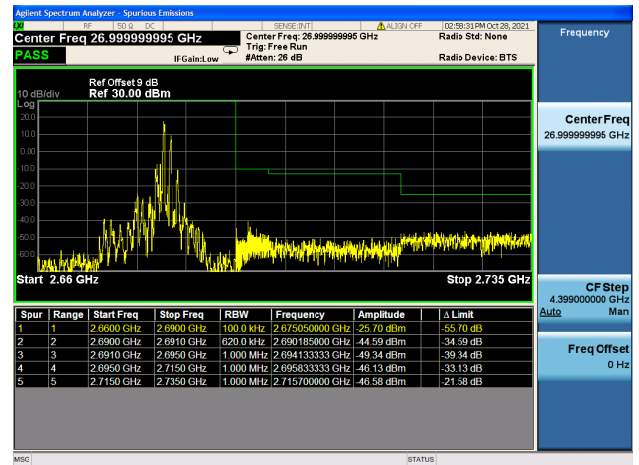 Agilent Spectrum Analyzer - Spurious Emissions
RF 50 Ω DC SENSE:INT ALIGN OFF 02:59:31 PM Oct 28, 2021
Center Freq 26.999999995 GHz Center Freq: 26.999999995 GHz Radio Std: None
Trig: Free Run
PASS IFGain:Low #Atten: 26 dB Radio Device: BTS
Frequency
Ref Offset 9 dB
10 dB/div Ref 30.00 dBm
Log
20.0
10.0
0.00
-10.0
-20.0
-30.0
-40.0
-50.0
-60.0
Start 2.66 GHz Stop 2.735 GHz
Center Freq
26.999999995 GHz
CF Step
4.399000000 GHz
Auto Man
Freq Offset
0 Hz
Spur Range Start Freq Stop Freq RBW Frequency Amplitude Δ Limit
1 1 2.6600 GHz 2.6900 GHz 100.0 kHz 2.675050000 GHz -25.70 dBm -55.70 dB
2 2 2.6900 GHz 2.6910 GHz 620.0 kHz 2.690185000 GHz -44.59 dBm -34.59 dB
3 3 2.6910 GHz 2.6950 GHz 1.000 MHz 2.694133333 GHz -49.34 dBm -39.34 dB
4 4 2.6950 GHz 2.7150 GHz 1.000 MHz 2.695833333 GHz -46.13 dBm -33.13 dB
5 5 2.7150 GHz 2.7350 GHz 1.000 MHz 2.715700000 GHz -46.58 dBm -21.58 dB
MSG STATUS